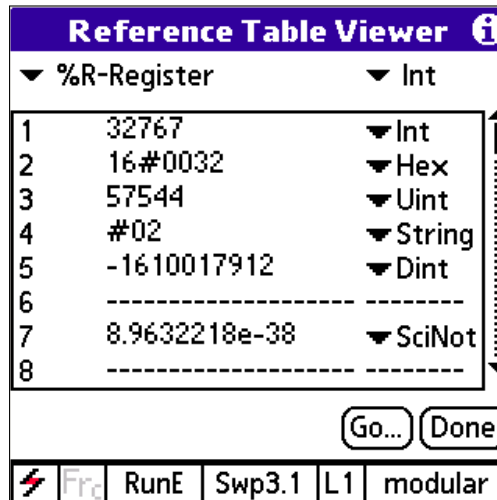 Reference Table Viewer i
%R-Register Int
1 32767 Int
2 16#0032 Hex
3 57544 Uint
4 #02 String
5 -1610017912 Dint
6 -------------------- --------
7 8.9632218e-38 SciNot
8 -------------------- --------
Go... Done
Frc RunE Swp3.1 L1 modular